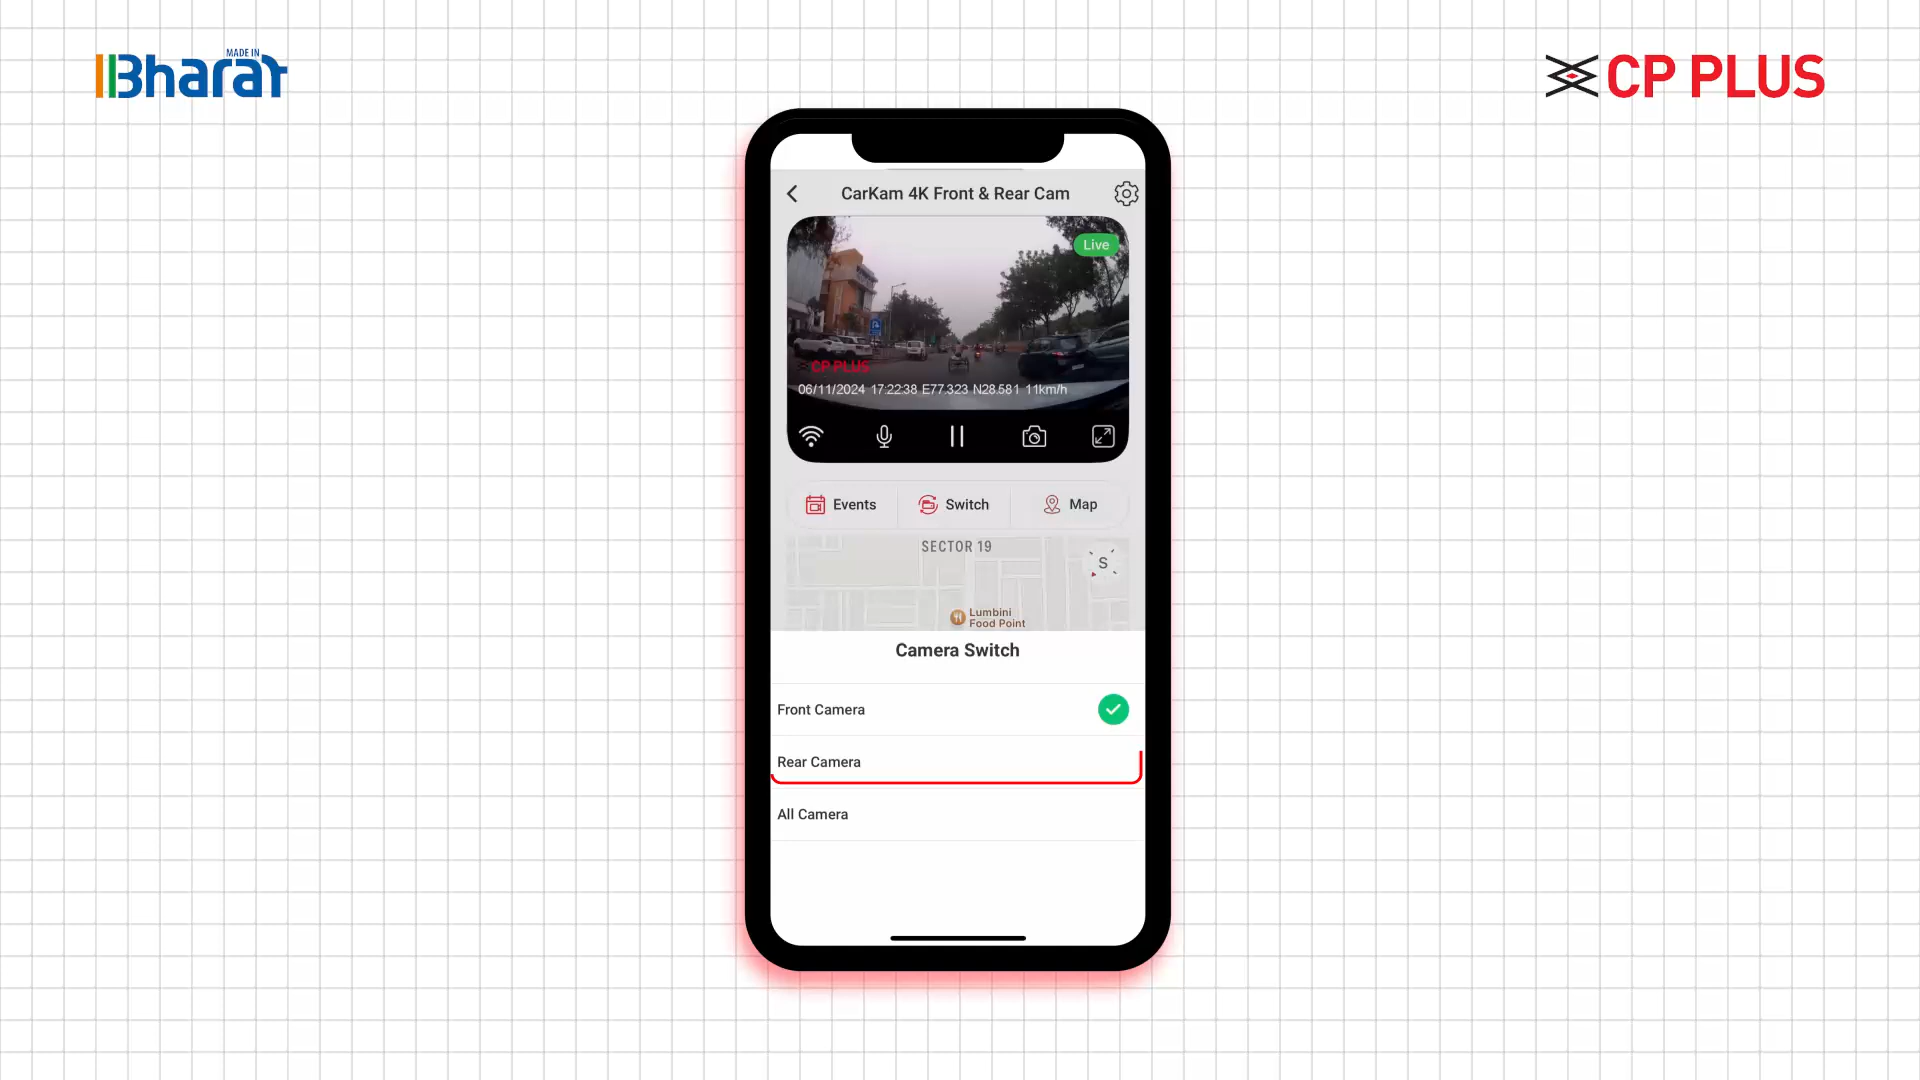 MADE IN
Bharat
CP PLUS
CarKam 4K Front & Rear Cam
Live
CP PLUS
06/11/2024 17:22:38 E77.323 N28.581 11km/h
Events
Switch
Map
SECTOR 19
S
Lumbini
Food Point
Camera Switch
Front Camera
Rear Camera
All Camera